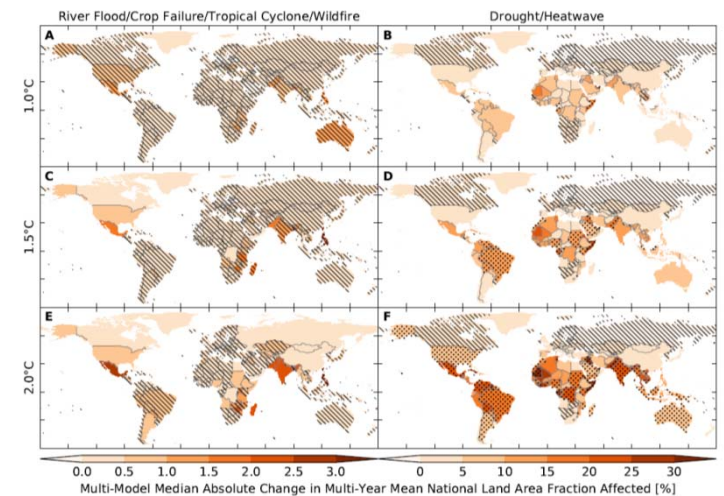 River Flood/Crop Failure/Tropical Cyclone/Wildfire
Drought/Heatwave
A
B
1.0°C
C
D
1.5°C
E
F
2.0°C
0.0 0.5 1.0 1.5 2.0 2.5 3.0
0 5 10 15 20 25 30
Multi-Model Median Absolute Change in Multi-Year Mean National Land Area Fraction Affected [%]